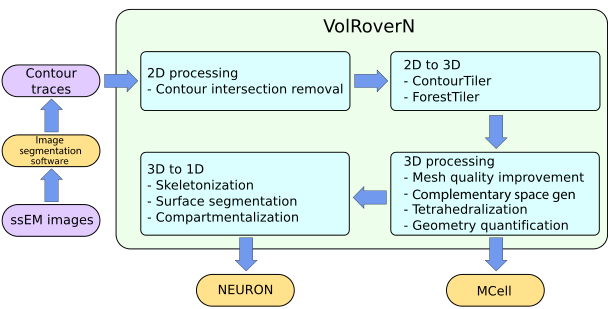 VolRoverN
Contour
traces
2D processing
- Contour intersection removal
2D to 3D
- ContourTiler
- ForestTiler
Image
segmentation
software
3D to 1D
- Skeletonization
- Surface segmentation
- Compartmentalization
3D processing
- Mesh quality improvement
- Complementary space gen
- Tetrahedralization
- Geometry quantification
ssEM images
NEURON
MCell